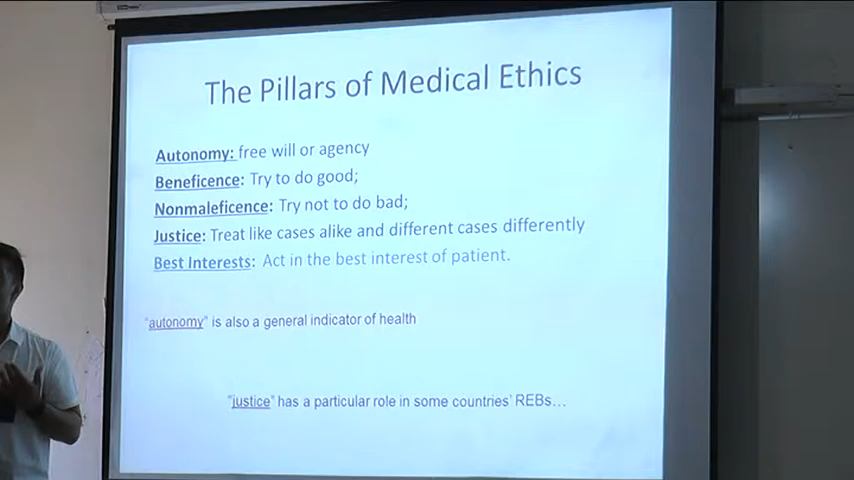 The Pillars of Medical Ethics
Autonomy: free will or agency
Beneficence: Try to do good;
Nonmaleficence: Try not to do bad;
Justice: Treat like cases alike and different cases differently
Best Interests: Act in the best interest of patient.
"autonomy" is also a general indicator of health
"justice" has a particular role in some countries' REBs…